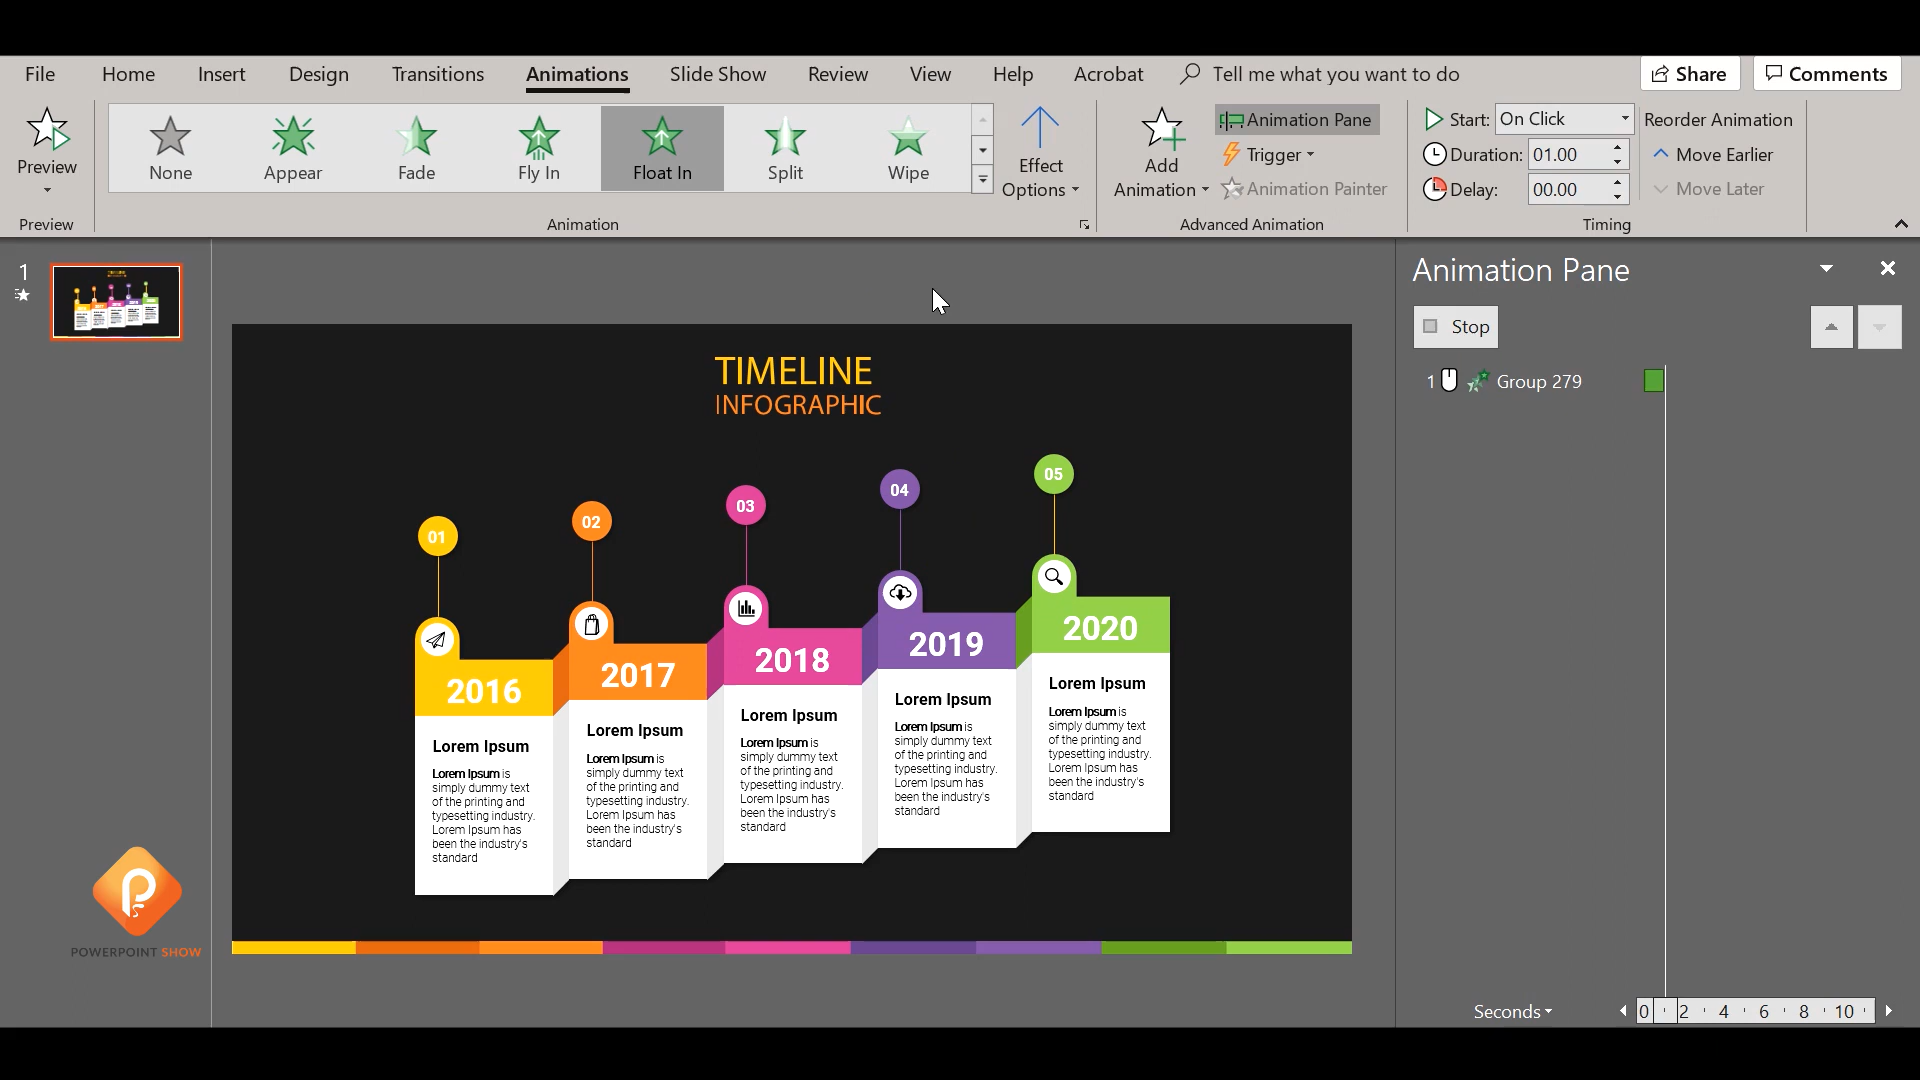 File Home Insert Design Transitions Animations Slide Show Review View Help Acrobat Tell me what you want to do Share Comments
Preview
None Appear Fade Fly In Float In Split Wipe
Effect Options
Add Animation
Animation Pane
Trigger
Animation Painter
Start: On Click
Duration: 01.00
Delay: 00.00
Reorder Animation
Move Earlier
Move Later
Preview Animation Advanced Animation Timing
1
Animation Pane
Stop
1 Group 279
TIMELINE
INFOGRAPHIC
01 02 03 04 05
2016
Lorem Ipsum
Lorem Ipsum is
simply dummy text
of the printing and
typesetting industry.
Lorem Ipsum has
been the industry's
standard
2017
Lorem Ipsum
Lorem Ipsum is
simply dummy text
of the printing and
typesetting industry.
Lorem Ipsum has
been the industry's
standard
2018
Lorem Ipsum
Lorem Ipsum is
simply dummy text
of the printing and
typesetting industry.
Lorem Ipsum has
been the industry's
standard
2019
Lorem Ipsum
Lorem Ipsum is
simply dummy text
of the printing and
typesetting industry.
Lorem Ipsum has
been the industry's
standard
2020
Lorem Ipsum
Lorem Ipsum is
simply dummy text
of the printing and
typesetting industry.
Lorem Ipsum has
been the industry's
standard
POWERPOINT SHOW
Seconds 0 2 4 6 8 10